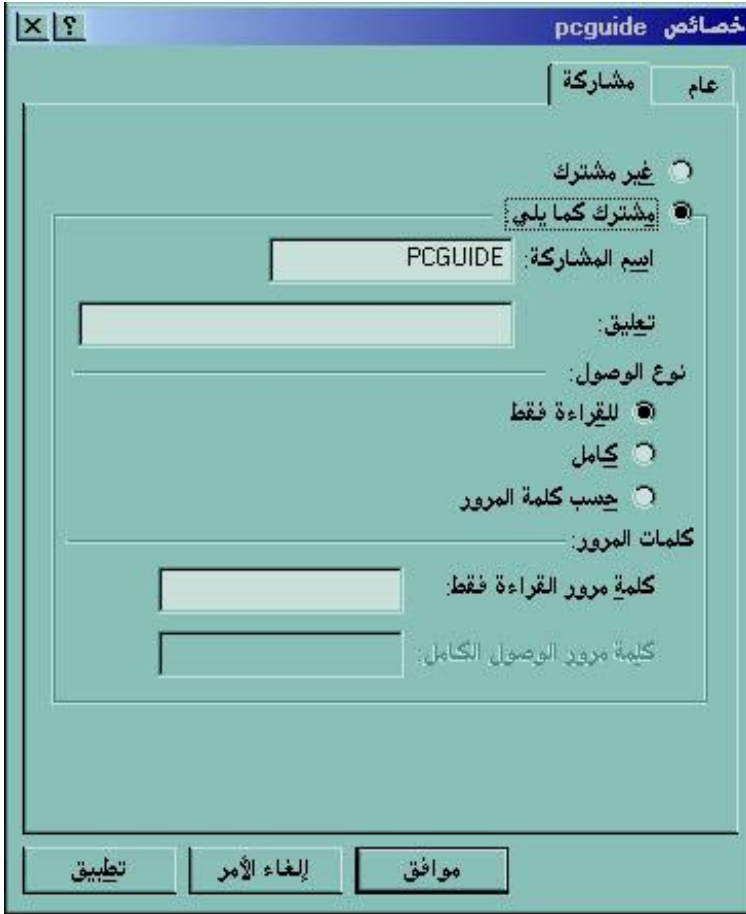 خصائص pcguide
عام
مشاركة
غير مشترك
مشترك كما يلي
اسم المشاركة: PCGUIDE
تعليق:
نوع الوصول:
للقراءة فقط
كامل
حسب كلمة المرور
كلمات المرور:
كلمة مرور القراءة فقط:
كلمة مرور الوصول الكامل:
موافق
إلغاء الأمر
تطبيق